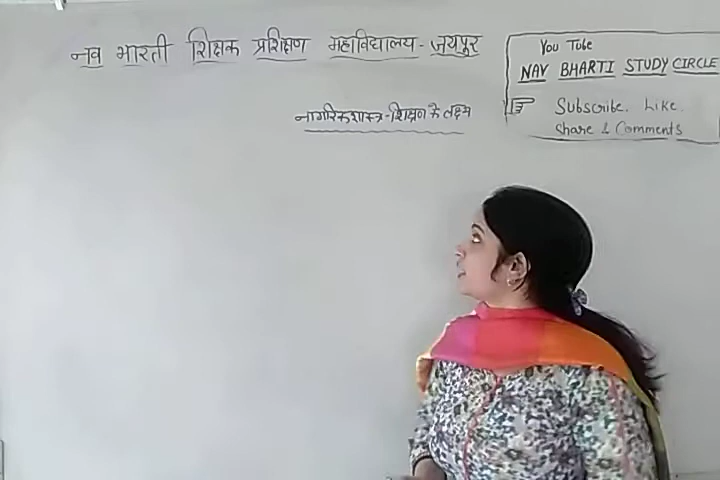 नव भारती शिक्षक प्रशिक्षण महाविद्यालय - जयपुर
You Tube
NAV BHARTI STUDY CIRCLE
Subscribe. Like.
Share & Comments
नागरिकशास्त्र-शिक्षण के लक्ष्य